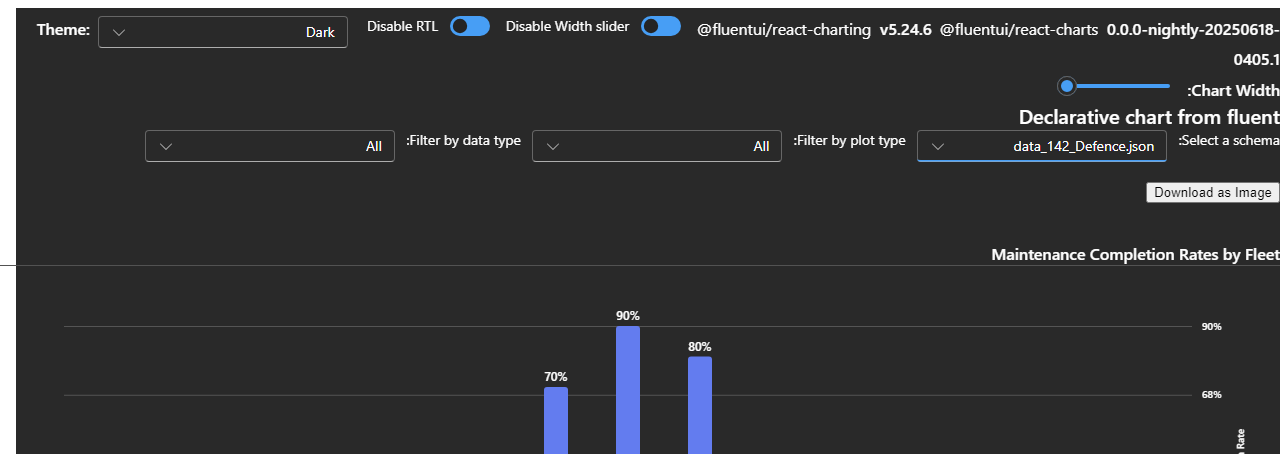 Theme: Dark Disable RTL Disable Width slider @fluentui/react-charting v5.24.6 @fluentui/react-charts 0.0.0-nightly-20250618-
0405.1
:Chart Width
Declarative chart from fluent
:Select a schema data_142_Defence.json :Filter by plot type All :Filter by data type All
Download as Image
Maintenance Completion Rates by Fleet
90%
90%
80%
70%
68%
Rate